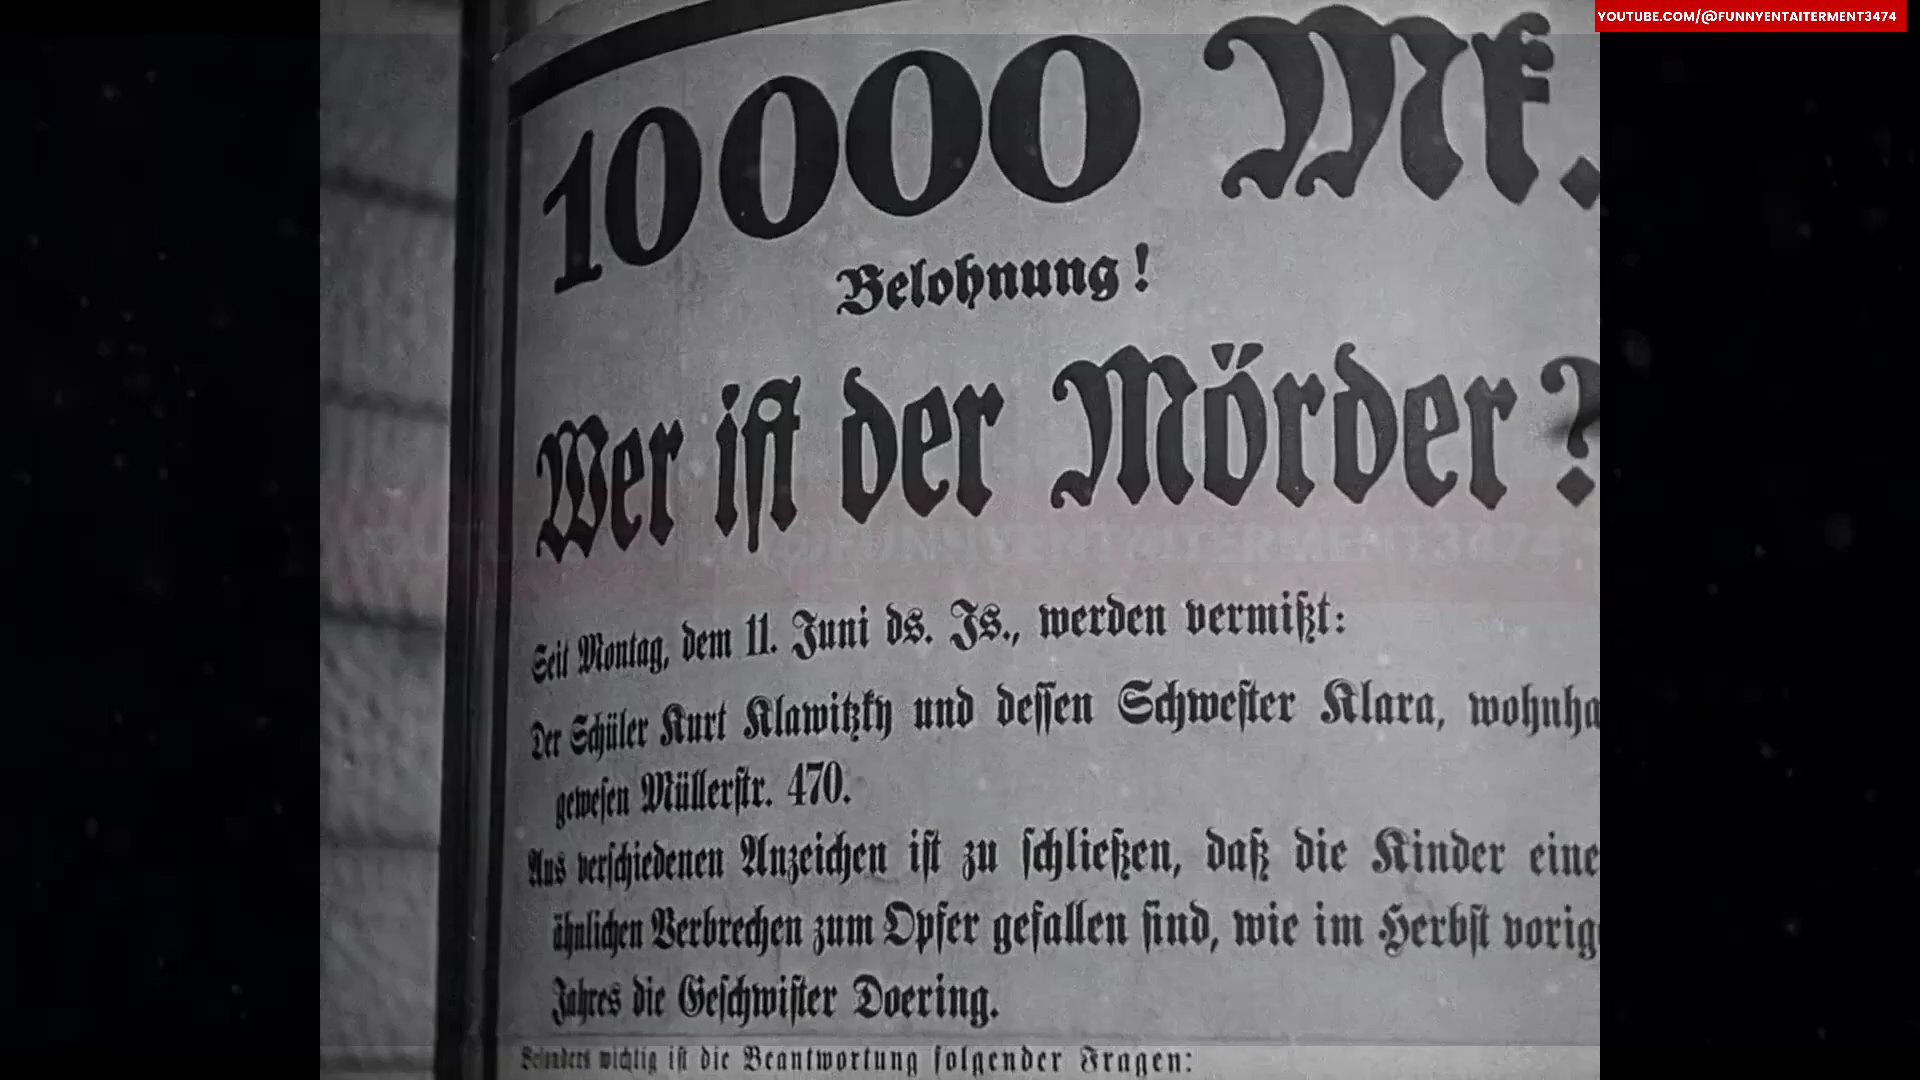 YOUTUBE.COM/@FUNNYENTAITERMENT3474
10000 Mk.
Belohnung!
Wer ist der Mörder?
Seit Montag, dem 11. Juni ds. Js., werden vermißt:
Der Schüler Kurt Klawitzky und dessen Schwester Klara, wohnha
gewesen Müllerstr. 470.
Aus verschiedenen Anzeichen ist zu schließen, daß die Kinder eine
ähnlichen Verbrechen zum Opfer gefallen sind, wie im Herbst vorig
Jahres die Geschwister Doering.
Besonders wichtig ist die Beantwortung folgender Fragen: